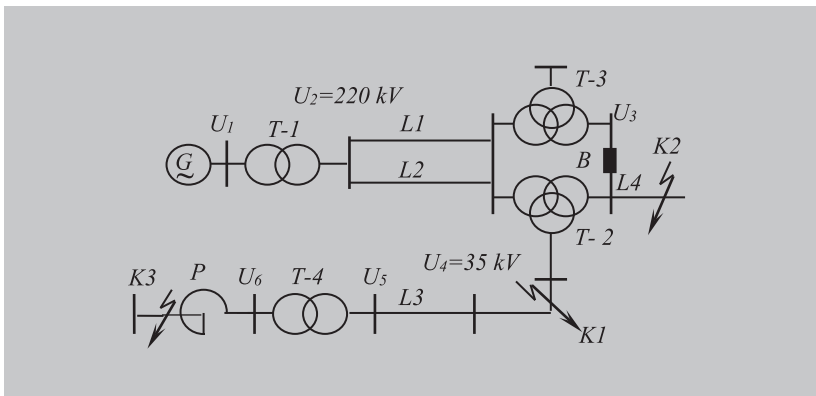 T-3
U2=220 kV
U3
U1
T-1
L1
K2
G
~
B
L2
L4
T- 2
U4=35 kV
K3
P
U6
T-4
U5
L3
K1